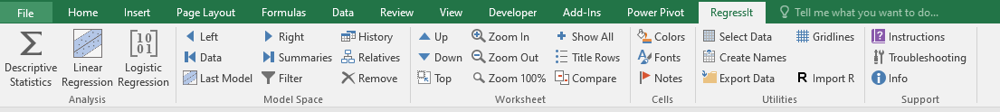 File Home Insert Page Layout Formulas Data Review View Developer Add-Ins Power Pivot RegressIt Tell me what you want to do...
Descriptive Statistics
Linear Regression
Logistic Regression
Analysis
Left Right History
Data Summaries Relatives
Last Model Filter Remove
Model Space
Up Zoom In Show All
Down Zoom Out Title Rows
Top Zoom 100% Compare
Worksheet
Colors
Fonts
Notes
Cells
Select Data Gridlines
Create Names
Export Data R Import R
Utilities
Instructions
Troubleshooting
Info
Support